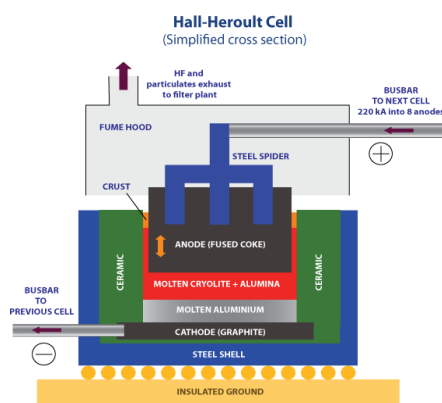 Hall-Heroult Cell
(Simplified cross section)
HF and
particulates exhaust
to filter plant
BUSBAR
TO NEXT CELL
220 kA into 8 anodes
FUME HOOD
+
STEEL SPIDER
CRUST
ANODE (FUSED COKE)
CERAMIC
CERAMIC
MOLTEN CRYOLITE + ALUMINA
BUSBAR
TO
PREVIOUS CELL
MOLTEN ALUMINIUM
CATHODE (GRAPHITE)
−
STEEL SHELL
INSULATED GROUND